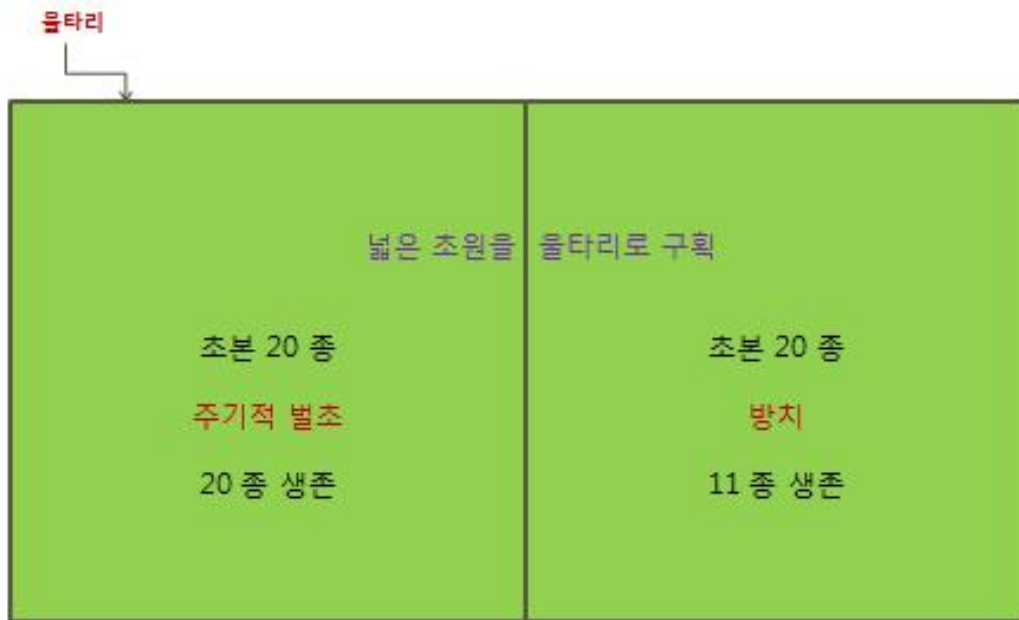 울타리
넓은 초원을 울타리로 구획
초본 20 종
초본 20 종
주기적 벌초
방치
20 종 생존
11 종 생존